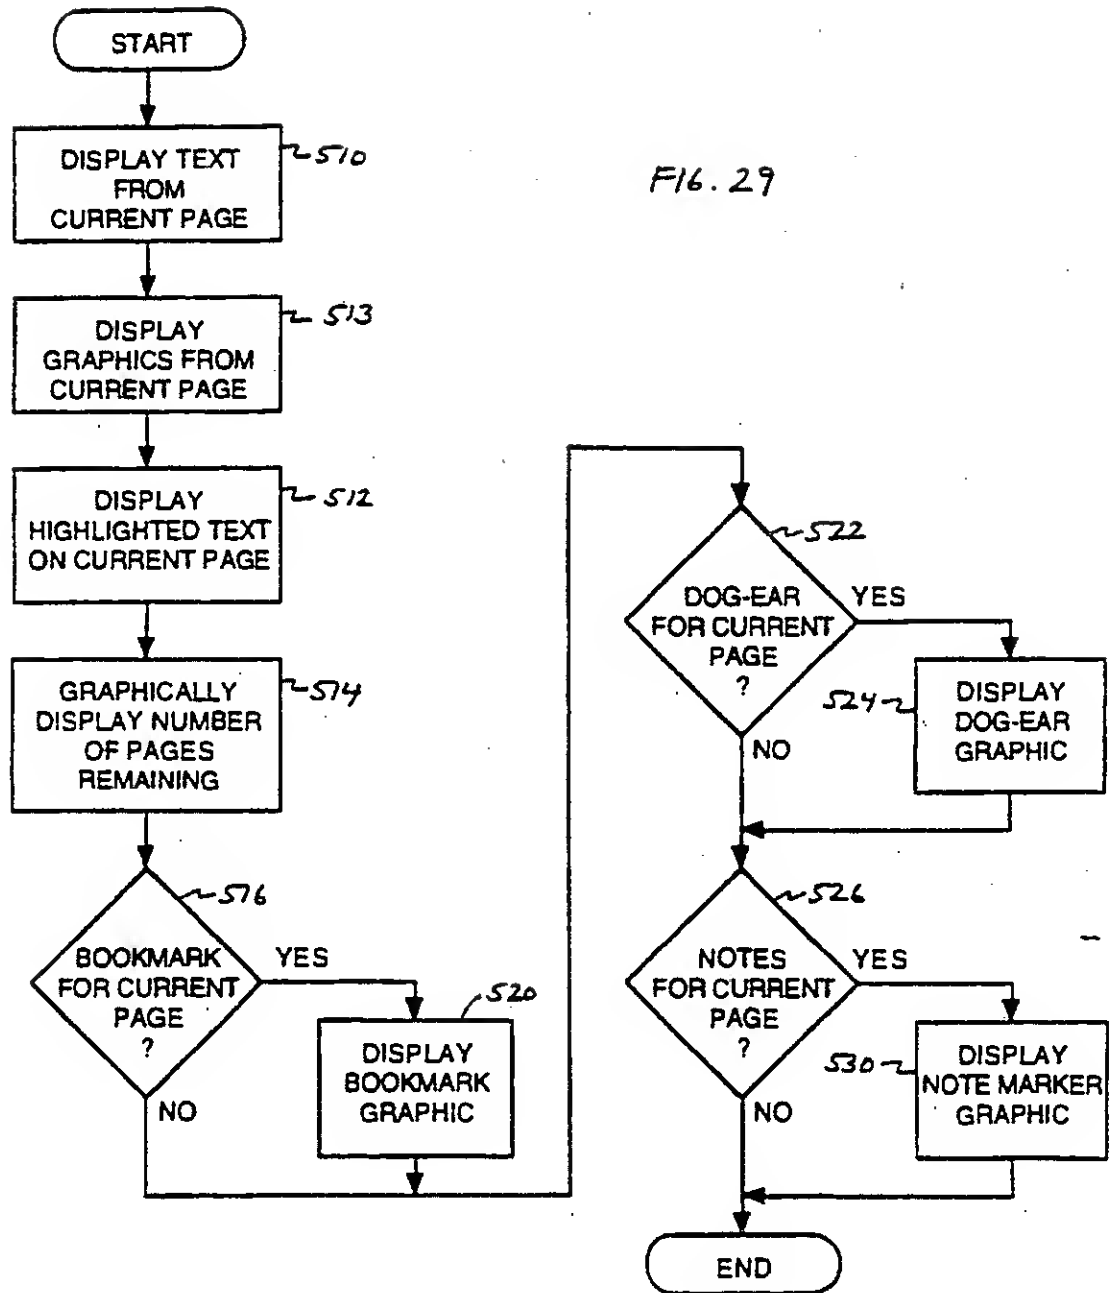 START
DISPLAY TEXT
FROM
CURRENT PAGE
510
FIG. 29
DISPLAY
GRAPHICS FROM
CURRENT PAGE
513
DISPLAY
HIGHLIGHTED TEXT
ON CURRENT PAGE
512
GRAPHICALLY
DISPLAY NUMBER
OF PAGES
REMAINING
514
516
BOOKMARK
FOR CURRENT
PAGE
?
YES
NO
520
DISPLAY
BOOKMARK
GRAPHIC
522
DOG-EAR
FOR CURRENT
PAGE
?
YES
NO
524
DISPLAY
DOG-EAR
GRAPHIC
526
NOTES
FOR CURRENT
PAGE
?
YES
NO
530
DISPLAY
NOTE MARKER
GRAPHIC
END